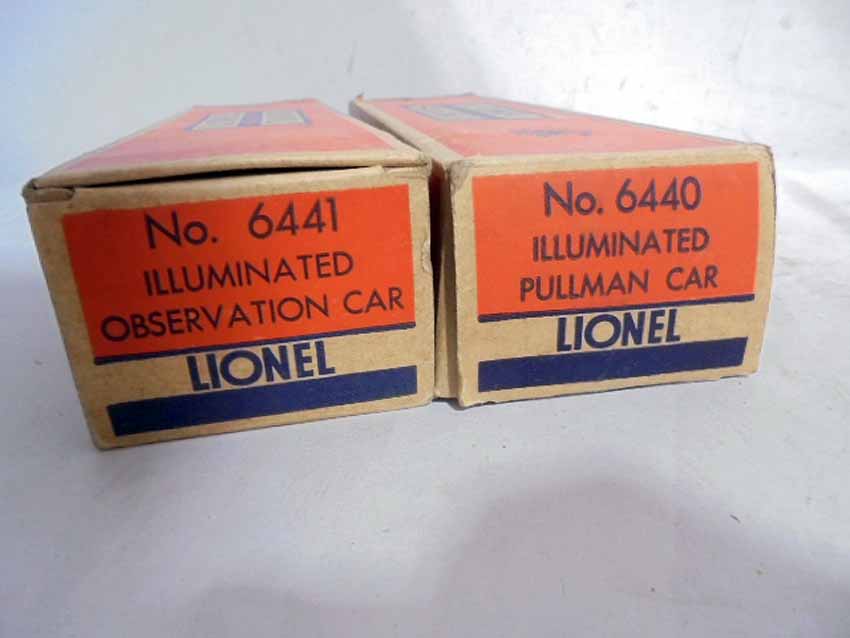 No. 6441
ILLUMINATED
OBSERVATION CAR
LIONEL
No. 6440
ILLUMINATED
PULLMAN CAR
LIONEL